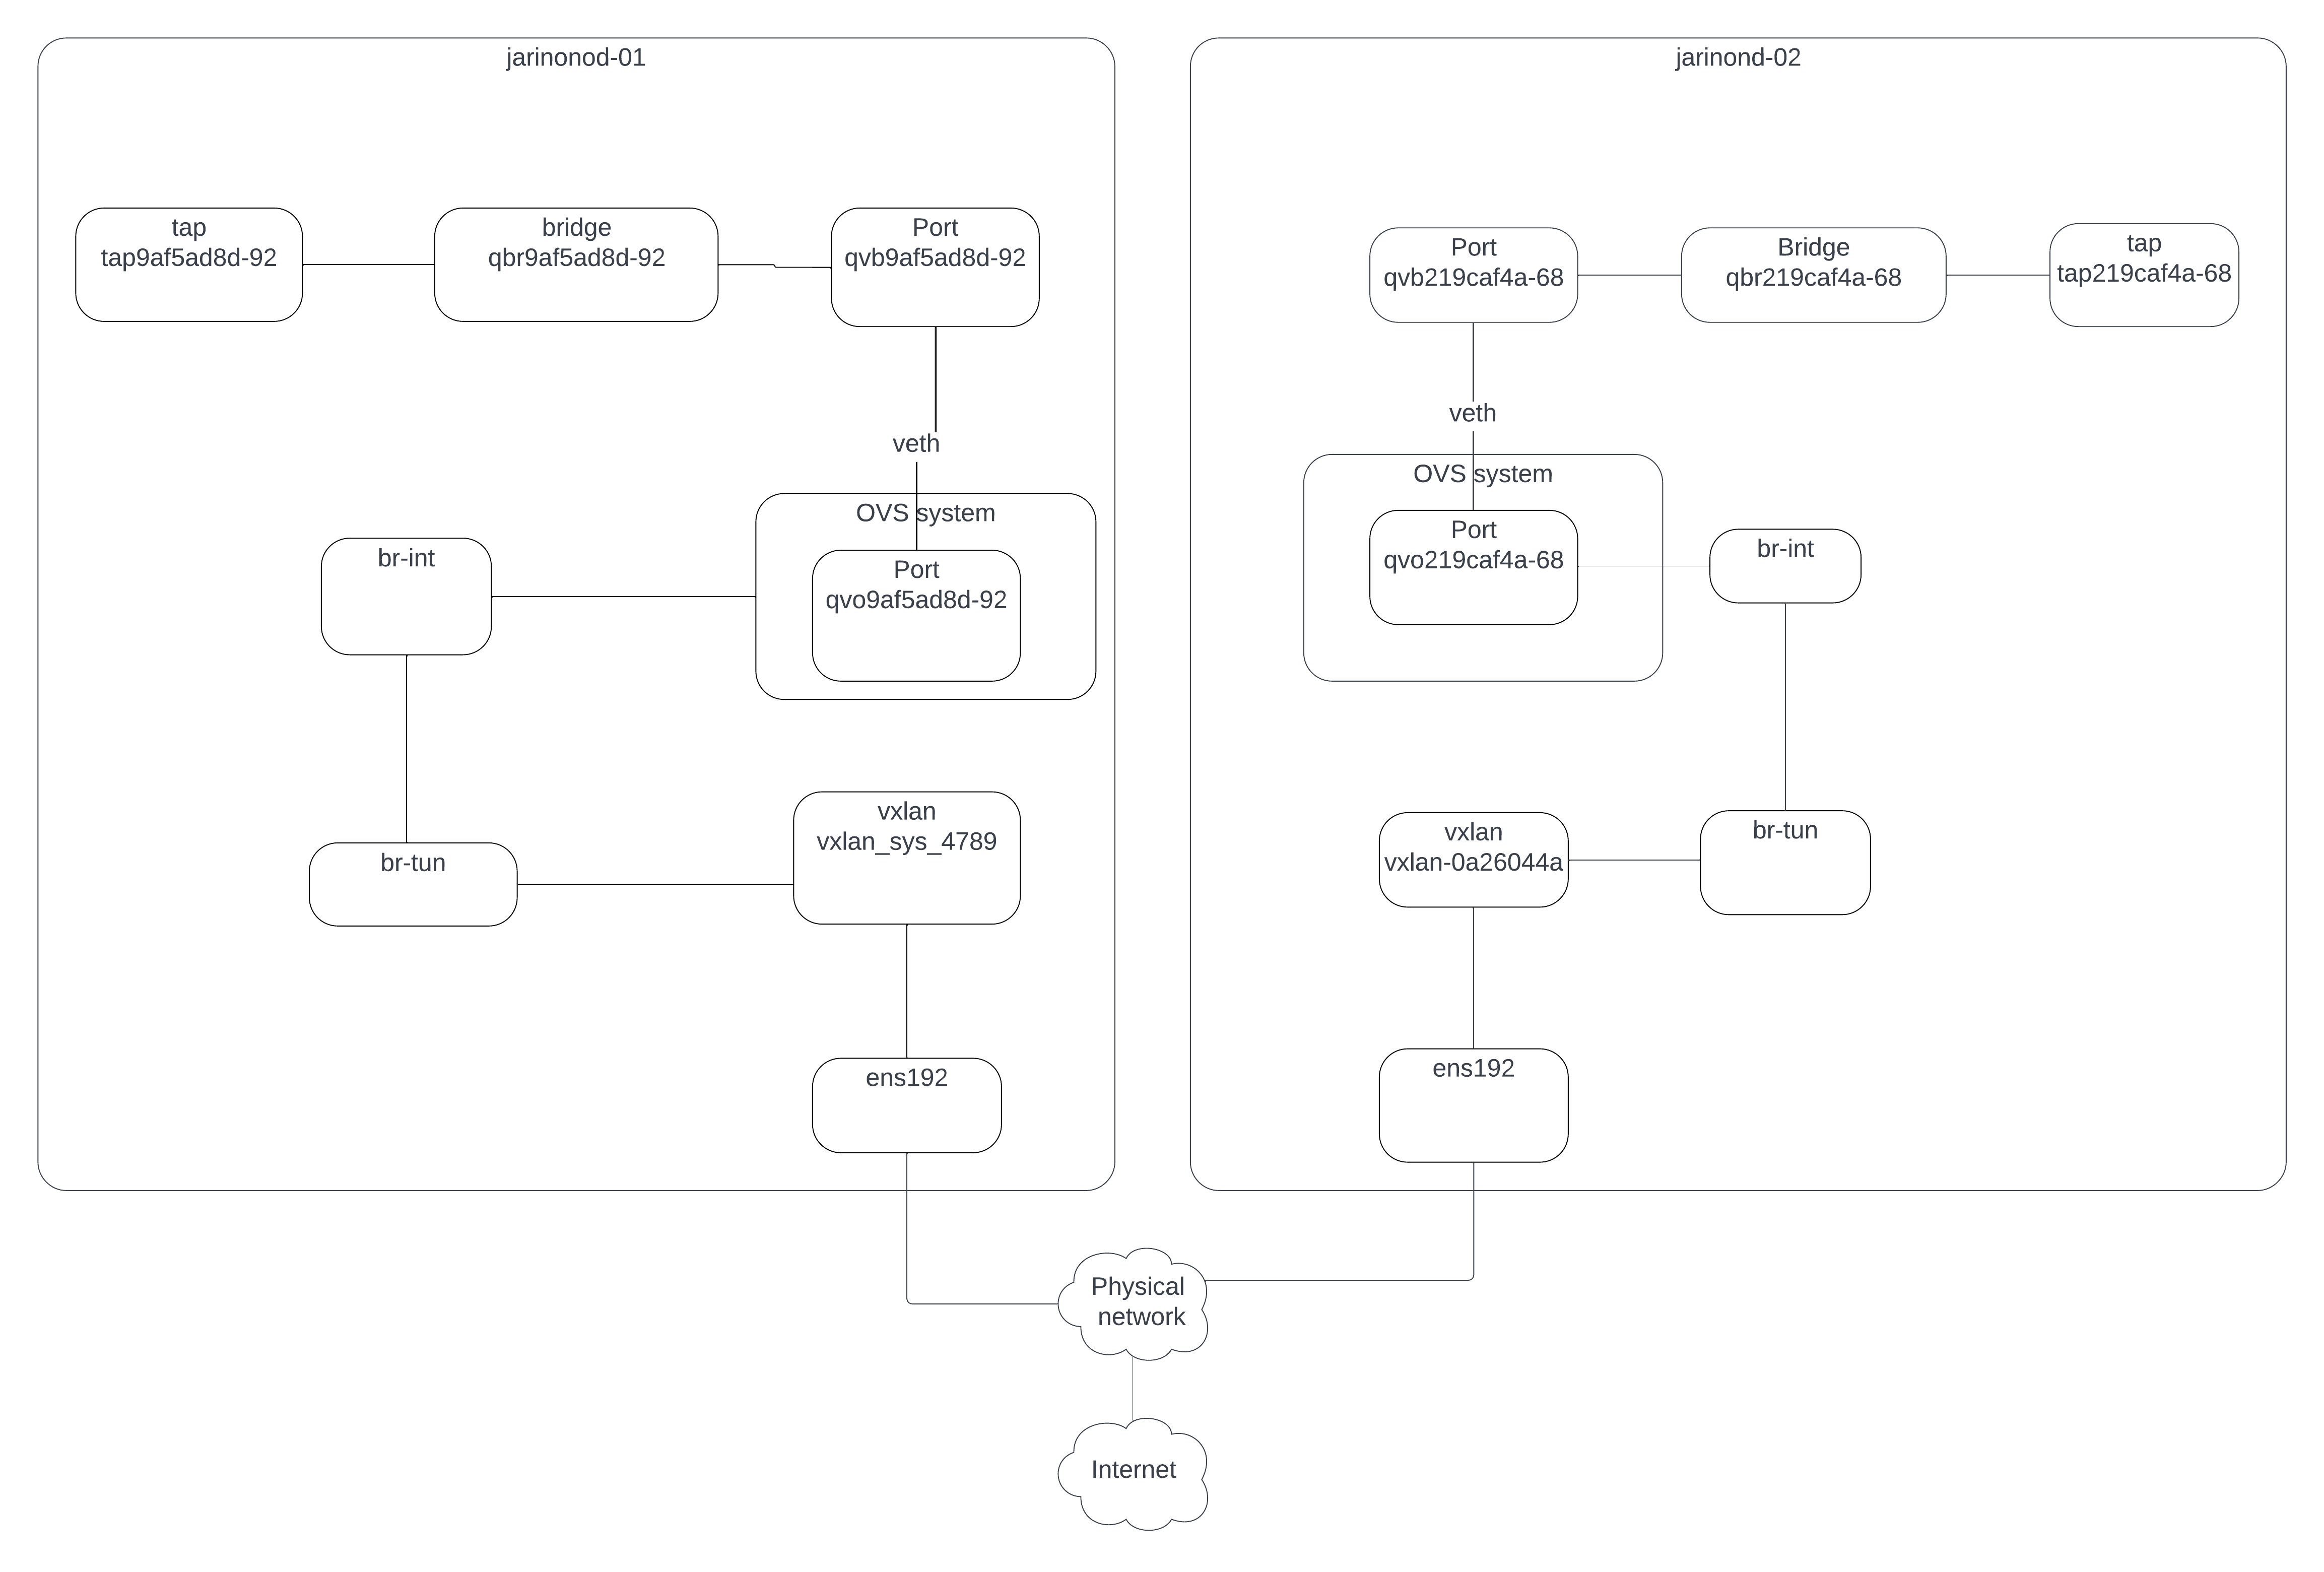 jarinonod-01
tap
tap9af5ad8d-92
bridge
qbr9af5ad8d-92
Port
qvb9af5ad8d-92
veth
OVS system
Port
qvo9af5ad8d-92
br-int
br-tun
vxlan
vxlan_sys_4789
ens192
jarinond-02
Port
qvb219caf4a-68
Bridge
qbr219caf4a-68
tap
tap219caf4a-68
veth
OVS system
Port
qvo219caf4a-68
br-int
vxlan
vxlan-0a26044a
br-tun
ens192
Physical
network
Internet